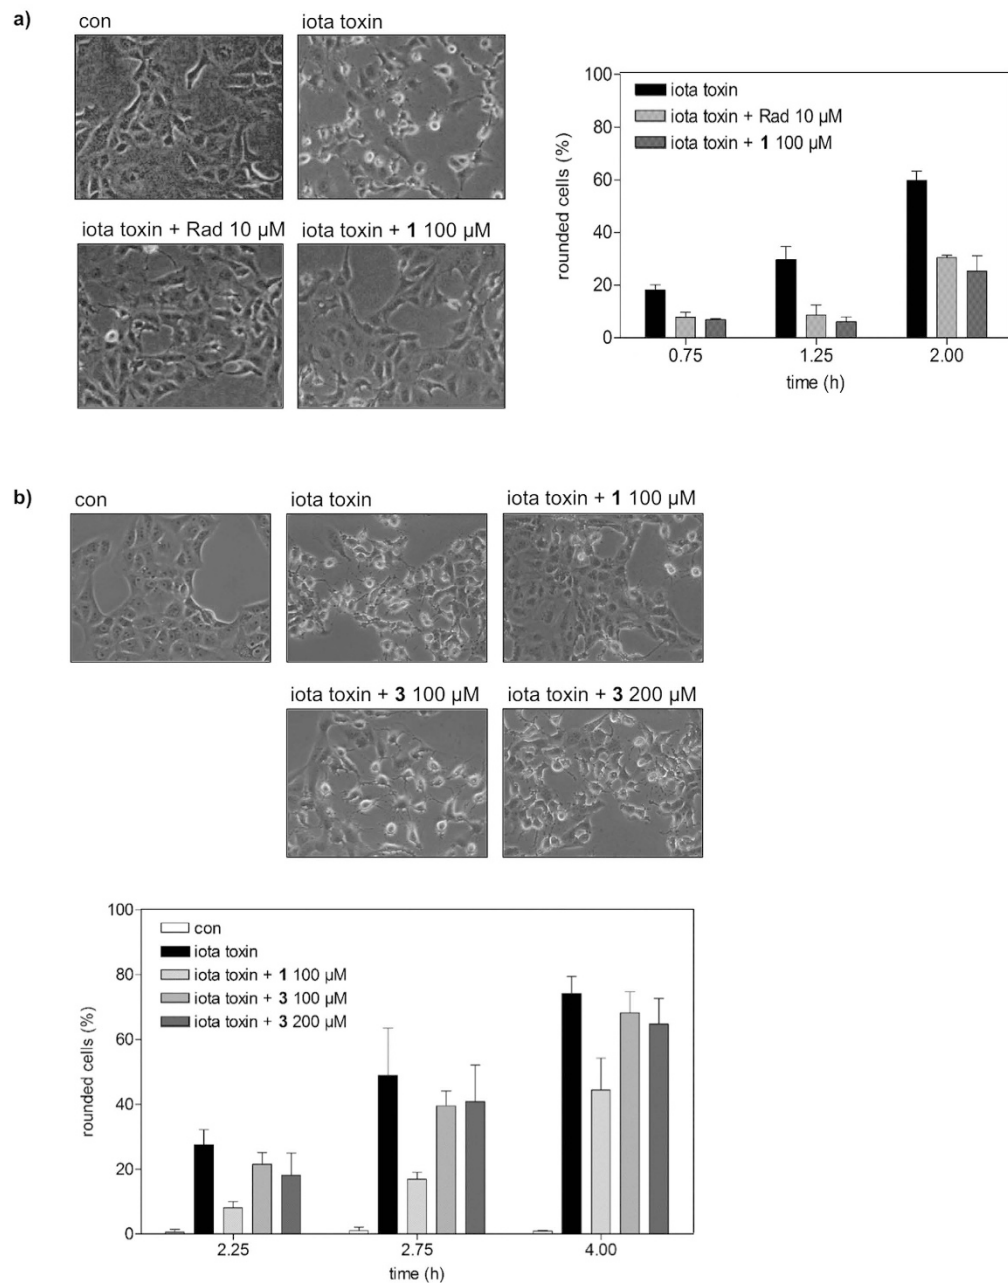 a)
con
iota toxin
iota toxin + Rad 10 µM
iota toxin + 1 100 µM
rounded cells (%)
100
80
60
40
20
0
iota toxin
iota toxin + Rad 10 µM
iota toxin + 1 100 µM
0.75
1.25
2.00
time (h)
b)
con
iota toxin
iota toxin + 1 100 µM
iota toxin + 3 100 µM
iota toxin + 3 200 µM
rounded cells (%)
100
80
60
40
20
0
con
iota toxin
iota toxin + 1 100 µM
iota toxin + 3 100 µM
iota toxin + 3 200 µM
2.25
2.75
4.00
time (h)